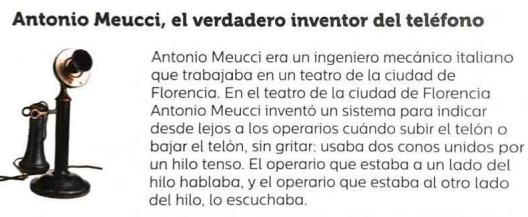 Antonio Meucci, el verdadero inventor del teléfono
Antonio Meucci era un ingeniero mecánico italiano
que trabajaba en un teatro de la ciudad de
Florencia. En el teatro de la ciudad de Florencia
Antonio Meucci inventó un sistema para indicar
desde lejos a los operarios cuándo subir el telón o
bajar el telón, sin gritar: usaba dos conos unidos por
un hilo tenso. El operario que estaba a un lado del
hilo hablaba, y el operario que estaba al otro lado
del hilo, lo escuchaba.